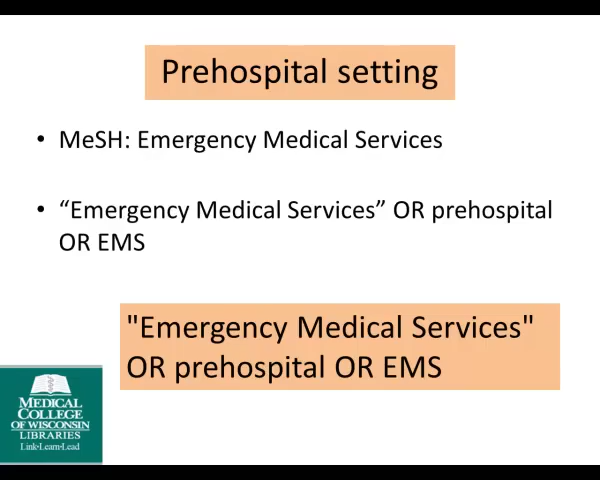 Prehospital setting
• MeSH: Emergency Medical Services
• “Emergency Medical Services” OR prehospital
OR EMS
"Emergency Medical Services"
OR prehospital OR EMS
MEDICAL
COLLEGE
OF WISCONSIN
LIBRARIES
Link•Learn•Lead